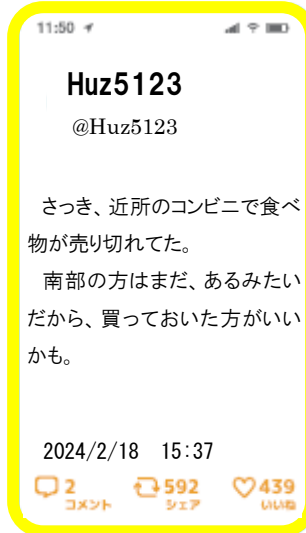 11:50
Huz5123
@Huz5123
さっき、近所のコンビニで食べ
物が売り切れてた。
南部の方はまだ、あるみたい
だから、買っておいた方がいい
かも。
2024/2/18　15:37
2 592 439
コメント シェア いいね